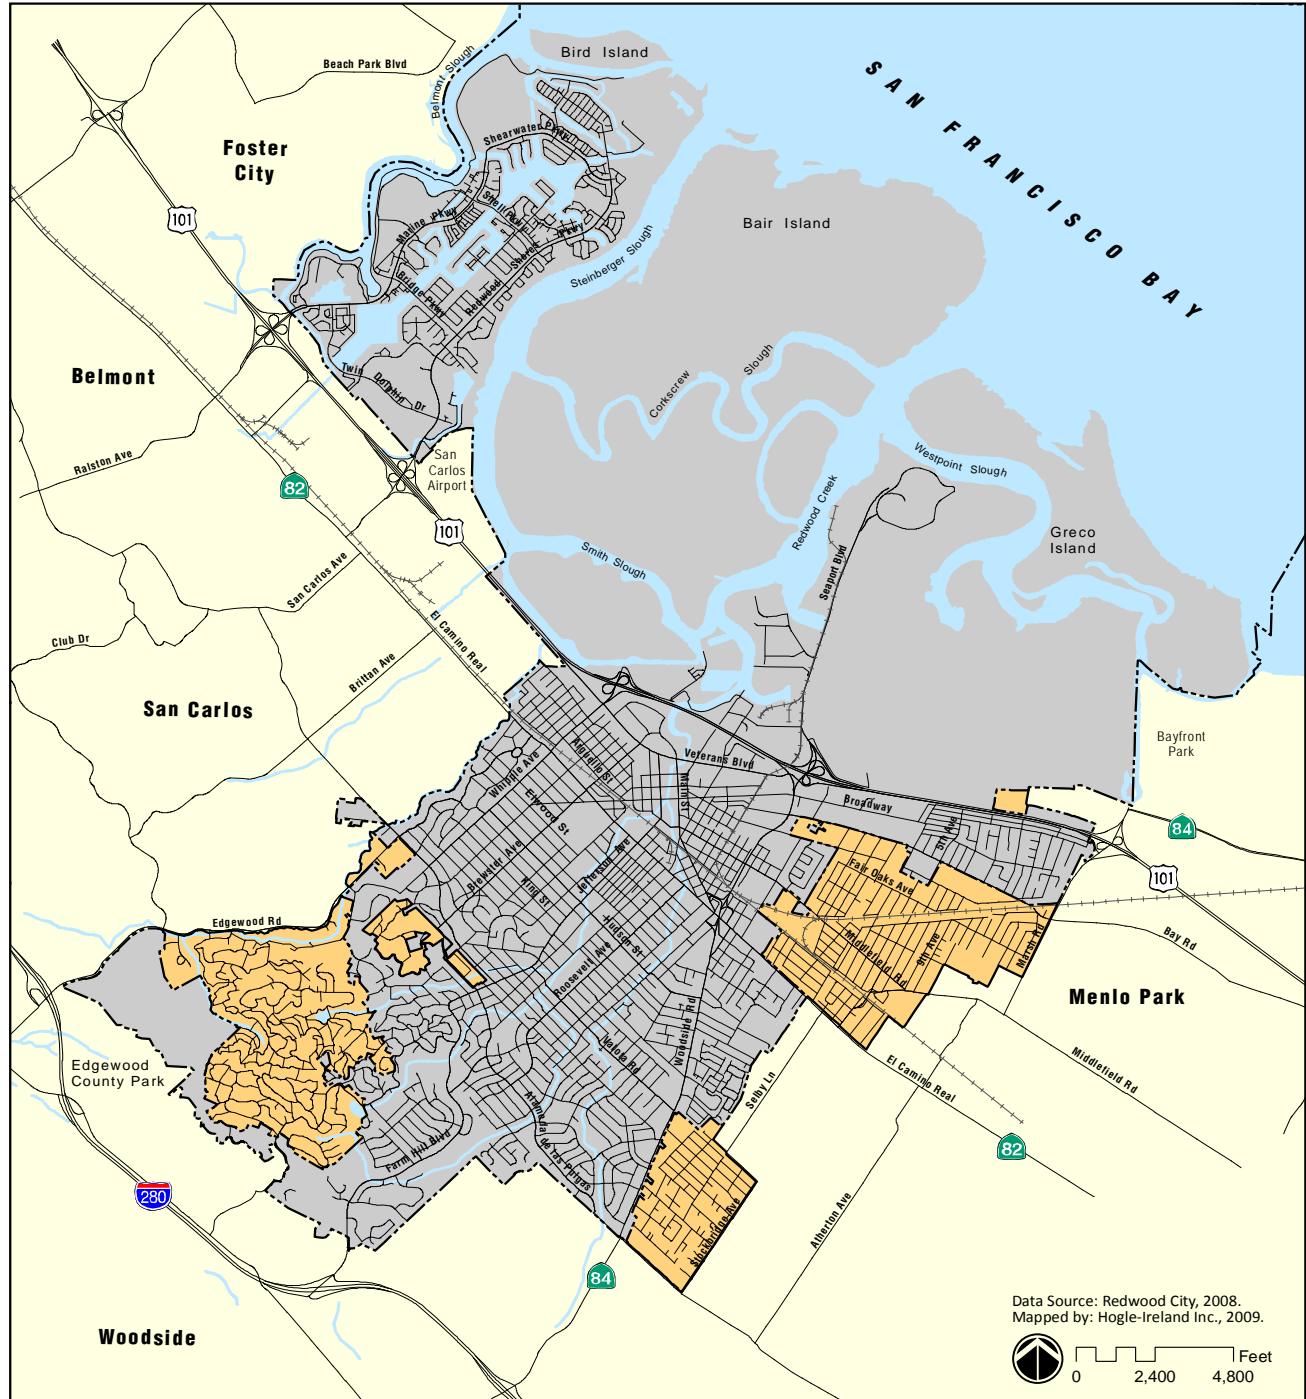 Bird Island
Beach Park Blvd
Belmont Slough
SAN FRANCISCO BAY
Shearwater Pkwy
Foster
City
Shell Pkwy
101
Marine Pkwy
Bair Island
Redwood Shores Pkwy
Steinberger Slough
Bridge Pkwy
Belmont
Twin Dolphin Dr
Corkscrew Slough
Ralston Ave
San
Carlos
Airport
Westpoint Slough
82
Redwood Creek
101
Greco
Island
Smith Slough
Seaport Blvd
San Carlos Ave
El Camino Real
Club Dr
Brittan Ave
San Carlos
Bayfront
Park
Arguello St
Veterans Blvd
Whipple Ave
Main St
Broadway
Elwood St
5th Ave
84
Jefferson Ave
Brewster Ave
Fair Oaks Ave
101
King St
Edgewood Rd
Hudson St
Middlefield Rd
9th Ave
Marsh Rd
Bay Rd
Roosevelt Ave
Menlo Park
Woodside Rd
Valota Rd
Edgewood
County Park
El Camino Real
Middlefield Rd
Selby Ln
Alameda de las Pulgas
Farm Hill Blvd
82
280
Stockbridge Ave
Atherton Ave
84
Woodside
Data Source: Redwood City, 2008.
Mapped by: Hogle-Ireland Inc., 2009.
Feet
0 2,400 4,800